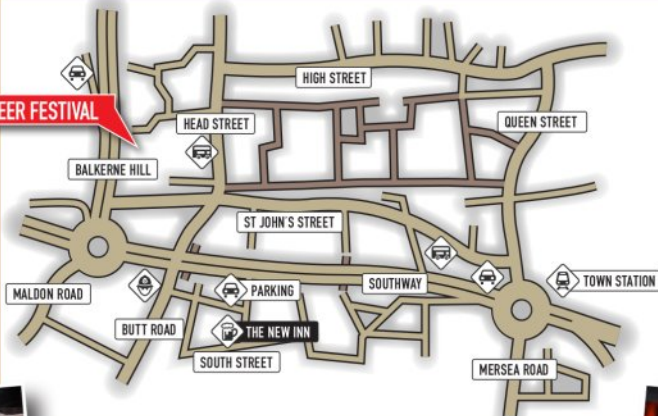 HIGH STREET
EER FESTIVAL
HEAD STREET
QUEEN STREET
BALKERNE HILL
ST JOHN'S STREET
TOWN STATION
SOUTHWAY
MALDON ROAD
PARKING
BUTT ROAD
THE NEW INN
SOUTH STREET
MERSEA ROAD